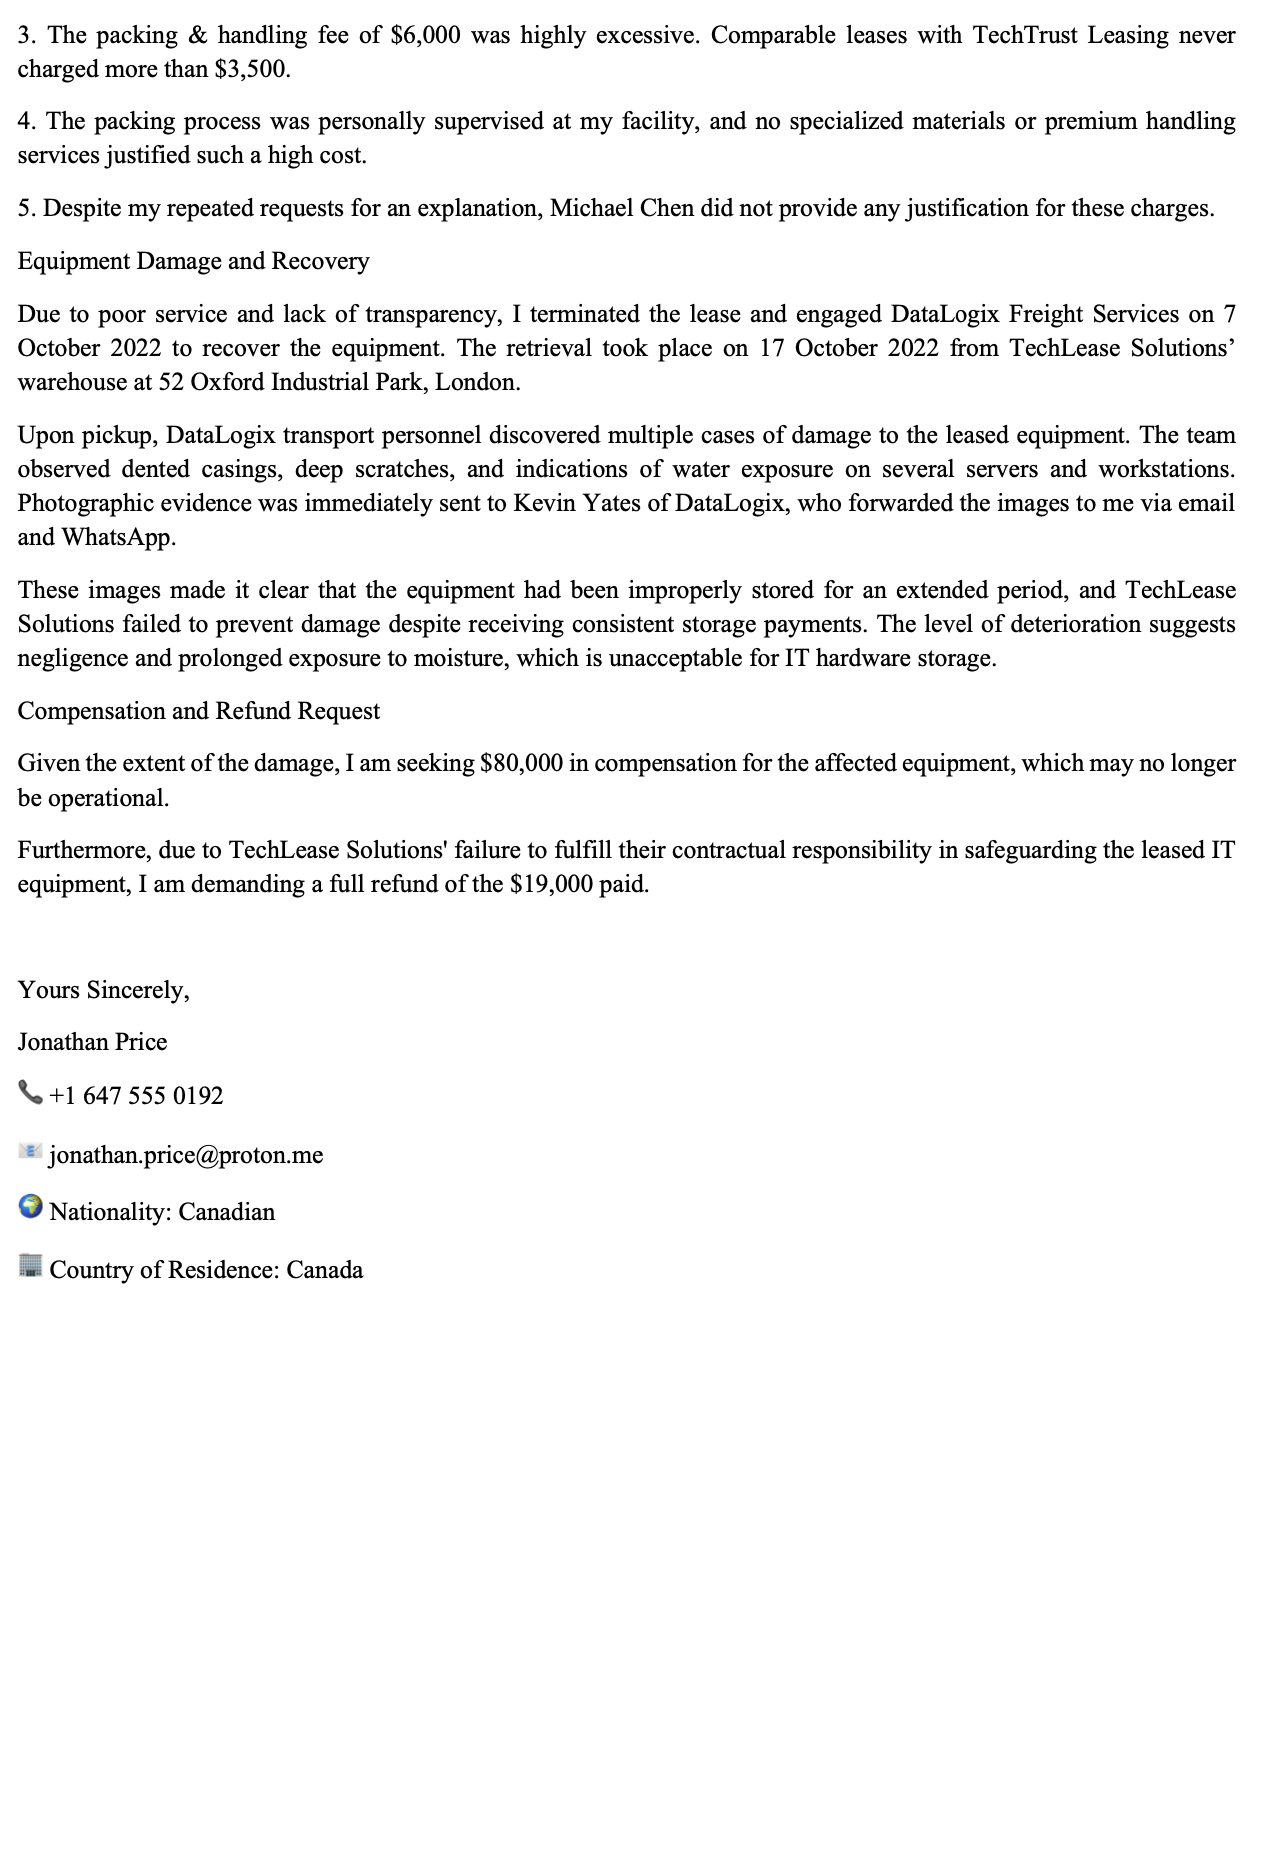 3. The packing & handling fee of $6,000 was highly excessive. Comparable leases with TechTrust Leasing never
charged more than $3,500.
4. The packing process was personally supervised at my facility, and no specialized materials or premium handling
services justified such a high cost.
5. Despite my repeated requests for an explanation, Michael Chen did not provide any justification for these charges.
Equipment Damage and Recovery
Due to poor service and lack of transparency, I terminated the lease and engaged DataLogix Freight Services on 7
October 2022 to recover the equipment. The retrieval took place on 17 October 2022 from TechLease Solutions’
warehouse at 52 Oxford Industrial Park, London.
Upon pickup, DataLogix transport personnel discovered multiple cases of damage to the leased equipment. The team
observed dented casings, deep scratches, and indications of water exposure on several servers and workstations.
Photographic evidence was immediately sent to Kevin Yates of DataLogix, who forwarded the images to me via email
and WhatsApp.
These images made it clear that the equipment had been improperly stored for an extended period, and TechLease
Solutions failed to prevent damage despite receiving consistent storage payments. The level of deterioration suggests
negligence and prolonged exposure to moisture, which is unacceptable for IT hardware storage.
Compensation and Refund Request
Given the extent of the damage, I am seeking $80,000 in compensation for the affected equipment, which may no longer
be operational.
Furthermore, due to TechLease Solutions' failure to fulfill their contractual responsibility in safeguarding the leased IT
equipment, I am demanding a full refund of the $19,000 paid.
Yours Sincerely,
Jonathan Price
+1 647 555 0192
jonathan.price@proton.me
Nationality: Canadian
Country of Residence: Canada